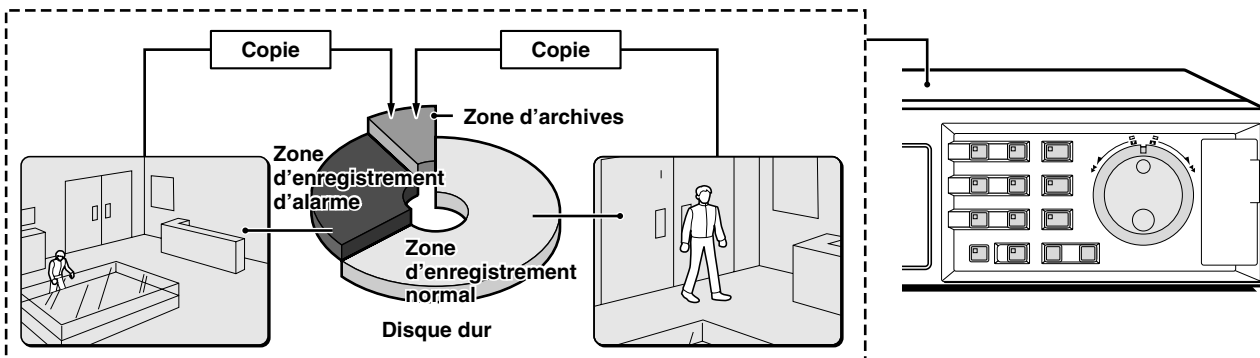 Copie
Copie
Zone d'archives
Zone
d'enregistrement
d'alarme
Zone
d'enregistrement
normal
Disque dur